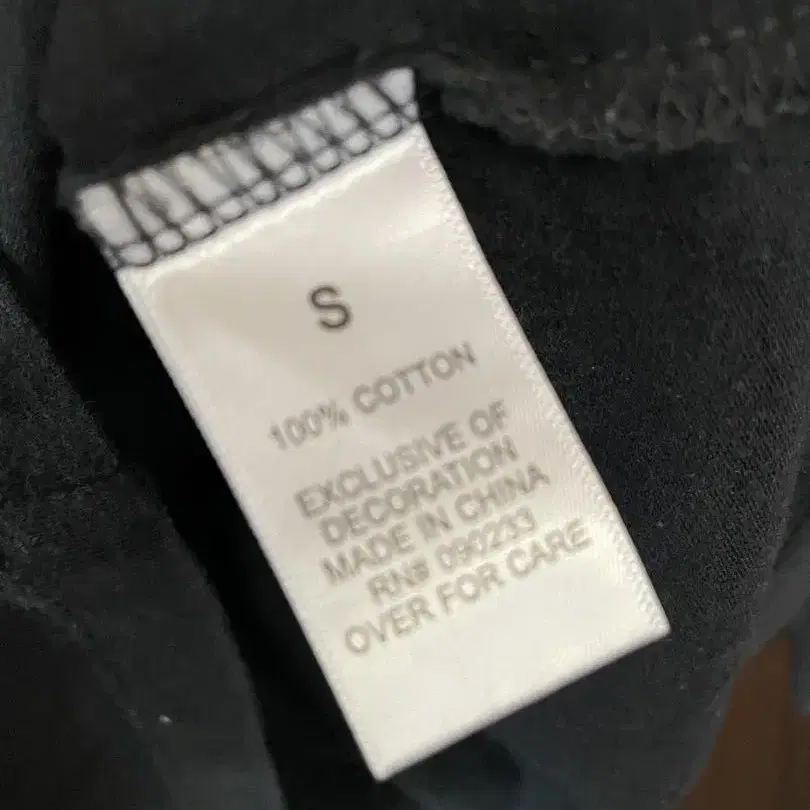 S
100% COTTON
EXCLUSIVE OF
DECORATION
MADE IN CHINA
RN# 090233
OVER FOR CARE